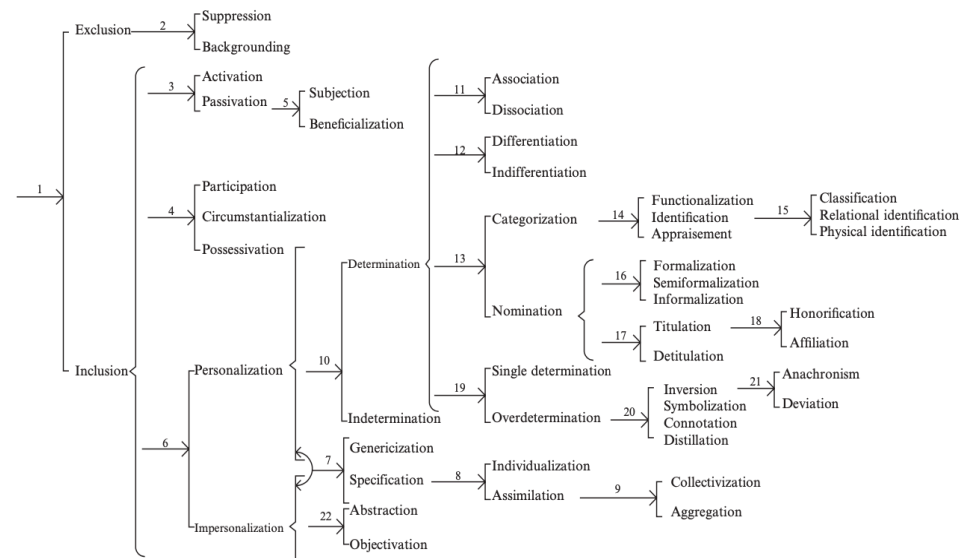 1
Exclusion
2
Suppression
Backgrounding
Inclusion
3
Activation
Passivation
5
Subjection
Beneficialization
4
Participation
Circumstantialization
Possessivation
6
Personalization
Impersonalization
10
Determination
Indetermination
11
Association
Dissociation
12
Differentiation
Indifferentiation
13
Categorization
14
Functionalization
Identification
Appraisement
15
Classification
Relational identification
Physical identification
Nomination
16
Formalization
Semiformalization
Informalization
17
Titulation
Detitulation
18
Honorification
Affiliation
19
Single determination
Overdetermination
20
Inversion
Symbolization
Connotation
Distillation
21
Anachronism
Deviation
7
Genericization
Specification
8
Individualization
Assimilation
9
Collectivization
Aggregation
22
Abstraction
Objectivation